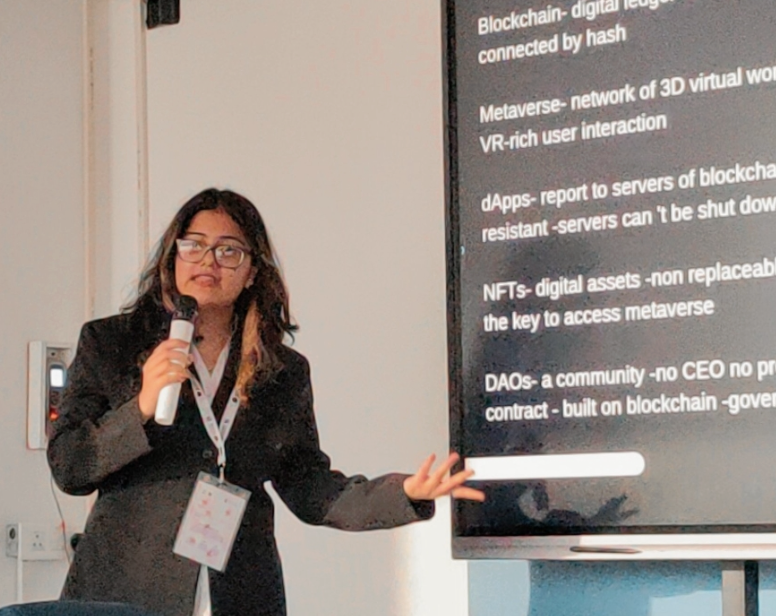 Blockchain- digital ledger
connected by hash
Metaverse- network of 3D virtual
VR-rich user interaction
dApps- report to servers of
resistant -servers can 't be shut
NFTs- digital assets -non
the key to access metaverse
DAOs- a community -no CEO no
contract - built on blockchain